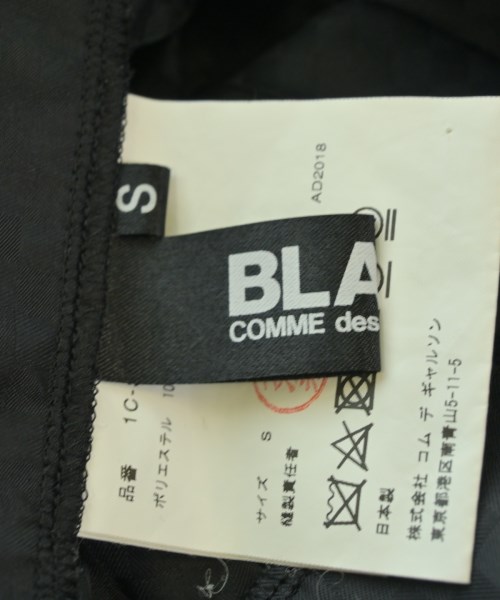 S
BLA
COMME des
AD2018
品番 1C-
ポリエステル 10
サイズ S
縫製責任者
日本製
株式会社 コム デ ギャルソン
東京都港区南青山5-11-5